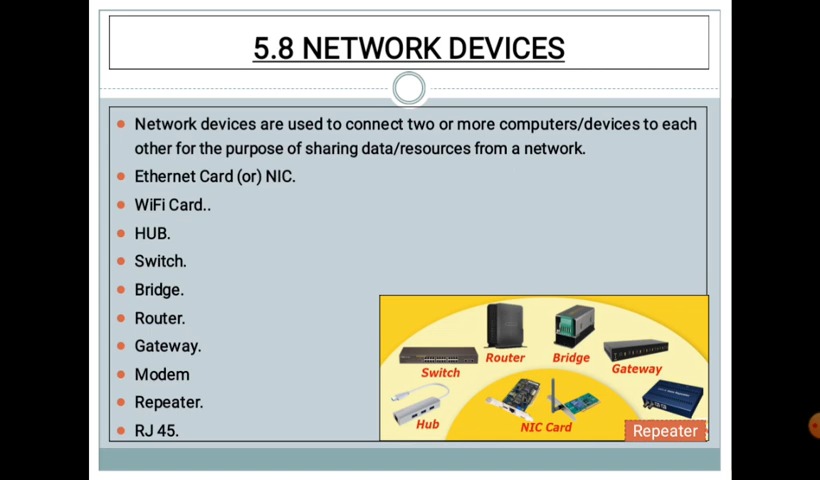 5.8 NETWORK DEVICES
Network devices are used to connect two or more computers/devices to each
other for the purpose of sharing data/resources from a network.
Ethernet Card (or) NIC.
WiFi Card..
HUB.
Switch.
Bridge.
Router.
Gateway.
Modem
Repeater.
RJ 45.
Router
Bridge
Switch
Gateway
Hub
NIC Card
Repeater